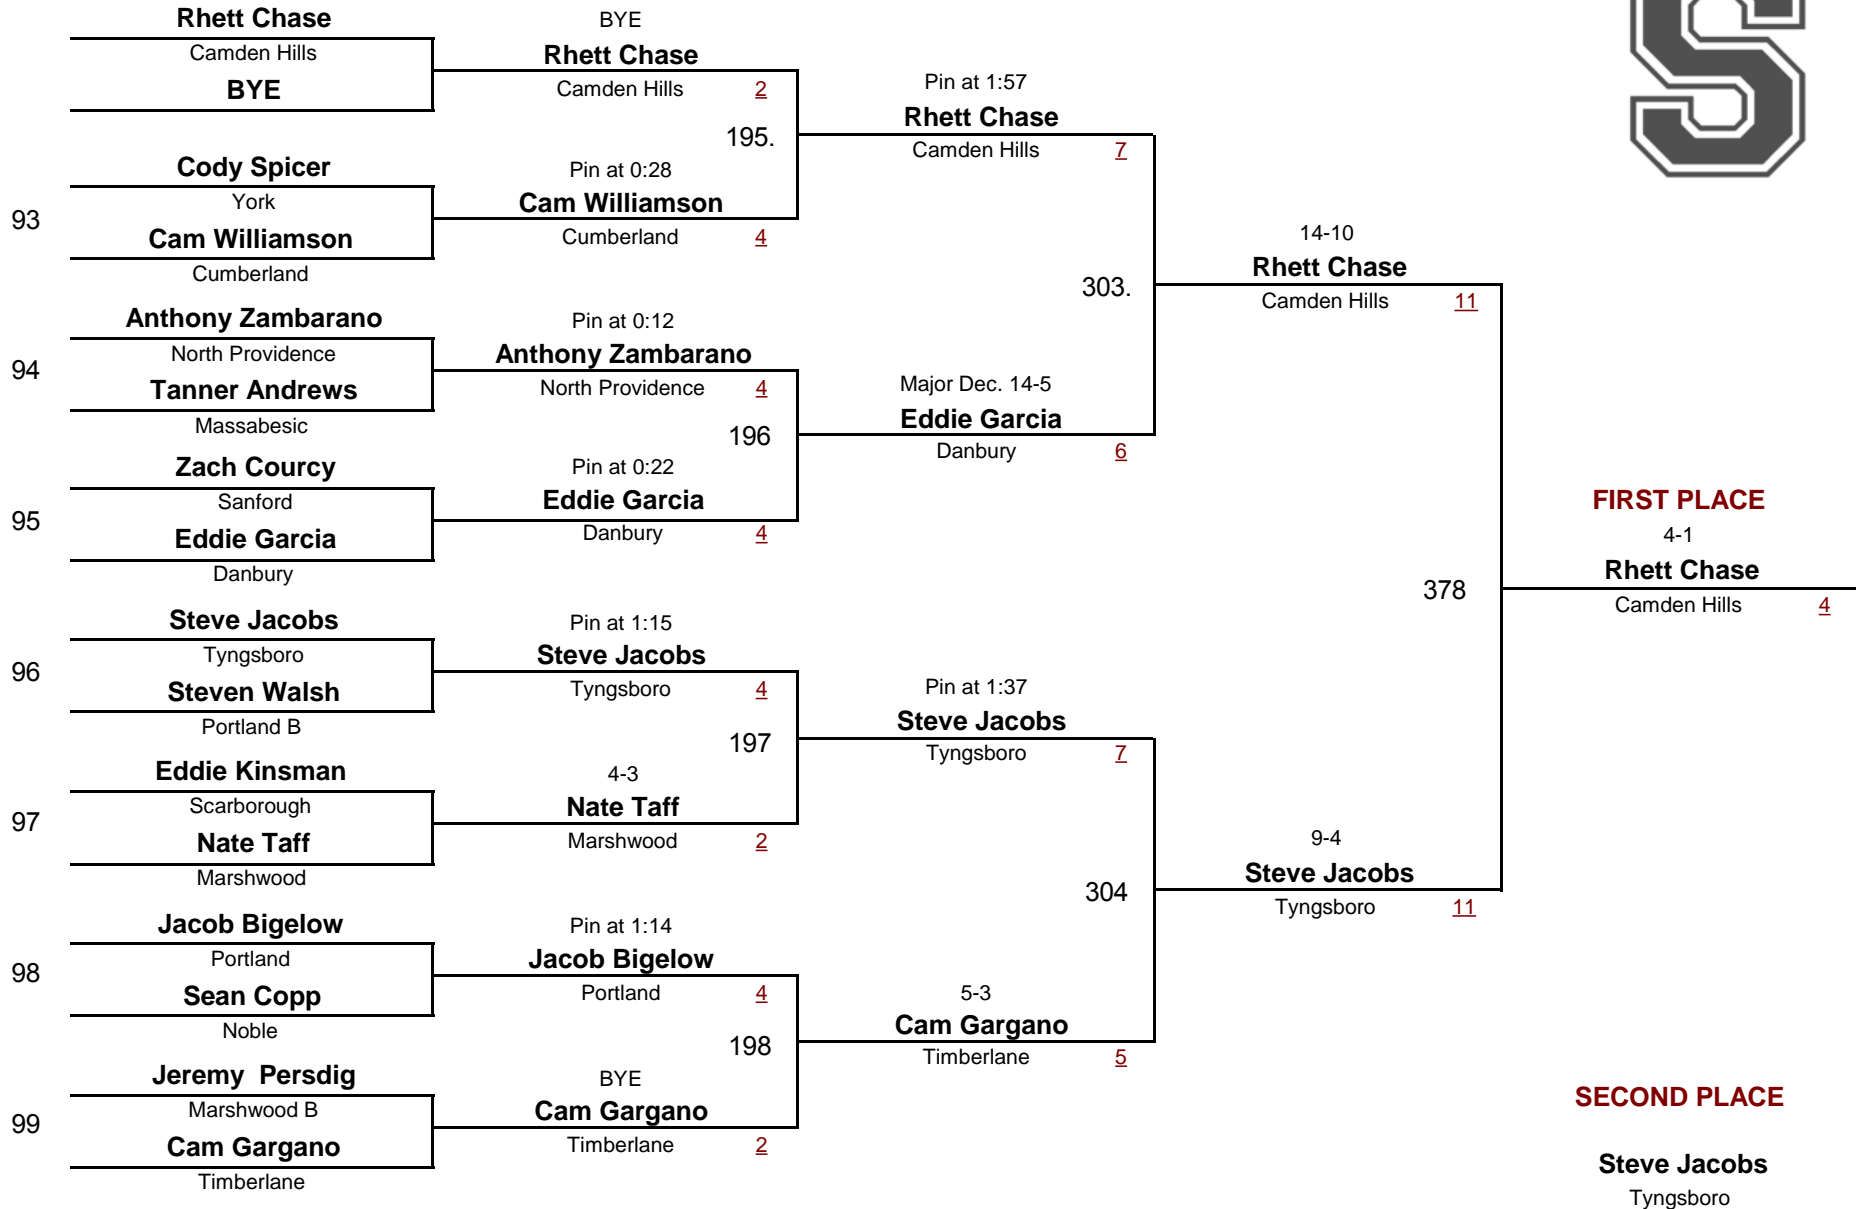 Rhett Chase
Camden Hills
BYE
93
Cody Spicer
York
Cam Williamson
Cumberland
94
Anthony Zambarano
North Providence
Tanner Andrews
Massabesic
95
Zach Courcy
Sanford
Eddie Garcia
Danbury
96
Steve Jacobs
Tyngsboro
Steven Walsh
Portland B
97
Eddie Kinsman
Scarborough
Nate Taff
Marshwood
98
Jacob Bigelow
Portland
Sean Copp
Noble
99
Jeremy  Persdig
Marshwood B
Cam Gargano
Timberlane
BYE
Rhett Chase
Camden Hills 2
195.
Pin at 0:28
Cam Williamson
Cumberland 4
Pin at 0:12
Anthony Zambarano
North Providence 4
196
Pin at 0:22
Eddie Garcia
Danbury 4
Pin at 1:15
Steve Jacobs
Tyngsboro 4
197
4-3
Nate Taff
Marshwood 2
Pin at 1:14
Jacob Bigelow
Portland 4
198
BYE
Cam Gargano
Timberlane 2
Pin at 1:57
Rhett Chase
Camden Hills 7
303.
Major Dec. 14-5
Eddie Garcia
Danbury 6
Pin at 1:37
Steve Jacobs
Tyngsboro 7
304
5-3
Cam Gargano
Timberlane 5
14-10
Rhett Chase
Camden Hills 11
378
9-4
Steve Jacobs
Tyngsboro 11
S
FIRST PLACE
4-1
Rhett Chase
Camden Hills 4
SECOND PLACE
Steve Jacobs
Tyngsboro